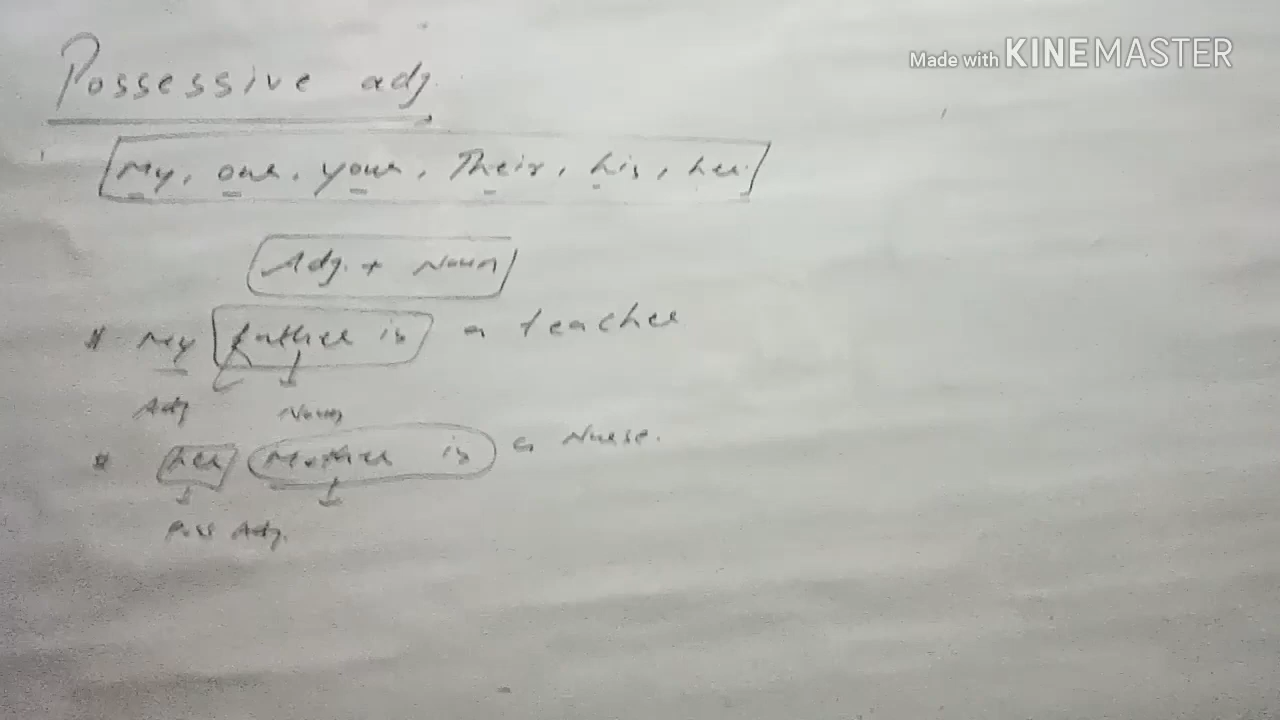 Made with KINEMASTER
Possessive adj.
My, our, your, Their, his, her
Adj. + Noun
# My father is a teacher
Adj Noun
# her Mother is a Nurse.
Poss Adj.